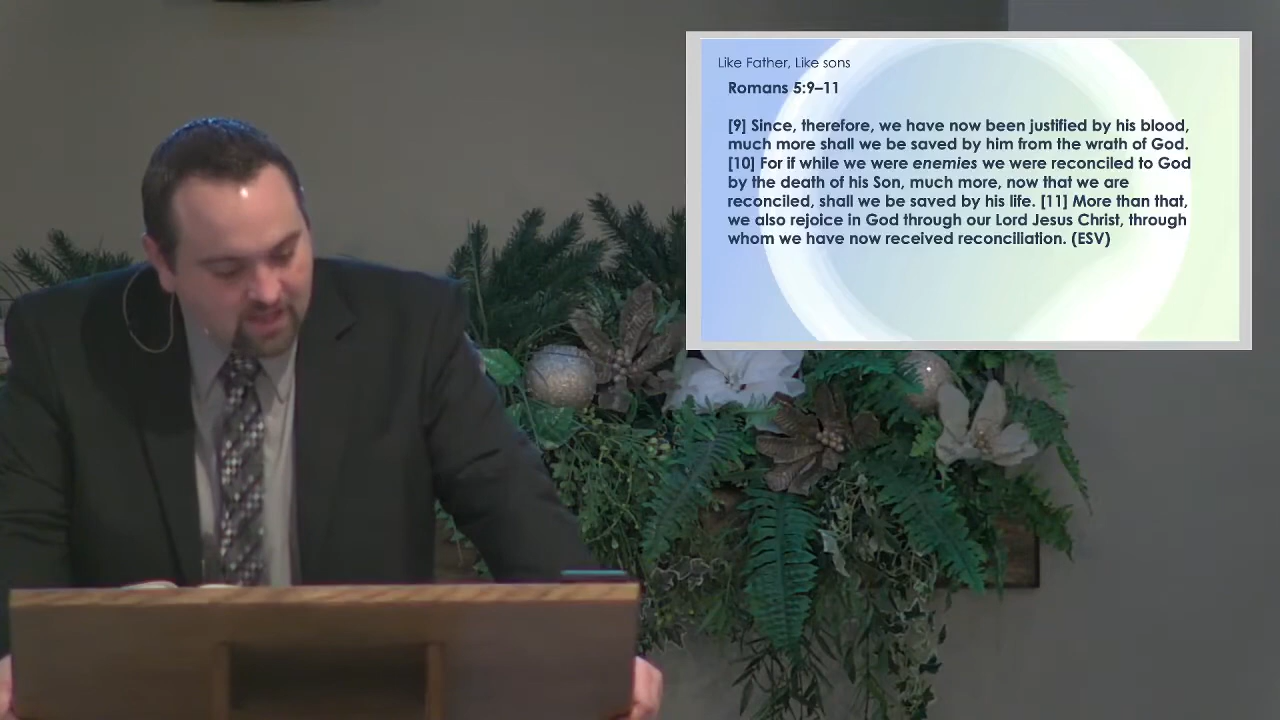 Like Father, Like sons
Romans 5:9–11
[9] Since, therefore, we have now been justified by his blood,
much more shall we be saved by him from the wrath of God.
[10] For if while we were enemies we were reconciled to God
by the death of his Son, much more, now that we are
reconciled, shall we be saved by his life. [11] More than that,
we also rejoice in God through our Lord Jesus Christ, through
whom we have now received reconciliation. (ESV)